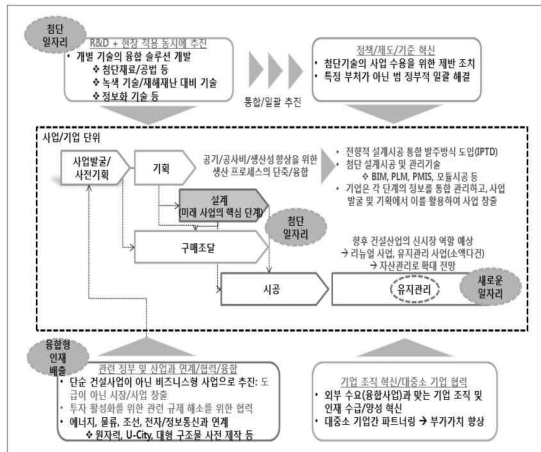 첨단
일자리
R&D + 현장 적용 동시에 추진
• 개별 기술의 융합 솔루션 개발
❖ 첨단재료/공법 등
❖ 녹색 기술/재해재난 대비 기술
❖ 정보화 기술 등
통합/일괄 추진
정책/제도/기준 혁신
• 첨단기술의 사업 수용을 위한 제반 조치
• 특정 부처가 아닌 범 정부적 일괄 해결
사업/기업 단위
사업발굴/
사전기획
기획
공기/공사비/생산성 향상을 위한
생산 프로세스의 단축/융합
• 전향적 설계시공 통합 발주방식 도입(IPTD)
• 첨단 설계시공 및 관리기술
❖ BIM, PLM, PMIS, 모듈시공 등
• 기업은 각 단계의 정보를 통합 관리하고, 사업
발굴 및 기획에서 이를 활용하여 사업 창출
설계
(미래 사업의 핵심 단계)
첨단
일자리
구매조달
향후 건설산업의 신시장 역할 예상
→ 리뉴얼 사업, 유지관리 사업(소액다건)
→ 자산관리로 확대 전망
시공
유지관리
새로운
일자리
융합형
인재
배출
관련 정부 및 산업과 연계/협력/융합
• 단순 건설사업이 아닌 비즈니스형 사업으로 추진: 도
급이 아닌 시장/사업 창출
• 투자 활성화를 위한 관련 규제 해소를 위한 협력
• 에너지, 물류, 조선, 전자/정보통신과 연계
❖ 원자력, U-City, 대형 구조물 사전 제작 등
기업 조직 혁신/대중소 기업 협력
• 외부 수요(융합사업)과 맞는 기업 조직 및
인재 수급/양성 혁신
• 대중소 기업간 파트너링 → 부가가치 향상